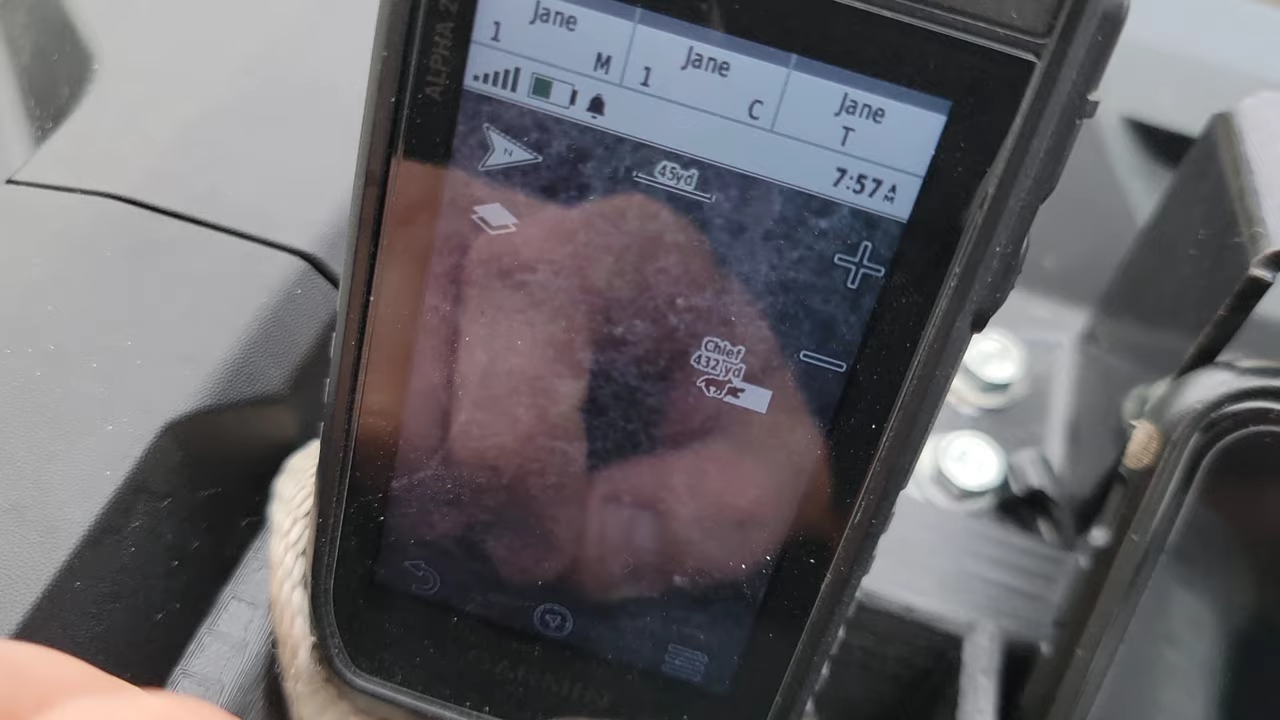 ALPHA 2
Jane
1 M
Jane
1 C
Jane
T
7:57 AM
N
45yd
Chief
432 yd
GARMIN